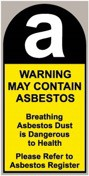 a
WARNING
MAY CONTAIN
ASBESTOS
Breathing
Asbestos Dust
is Dangerous
to Health
Please Refer to
Asbestos Register